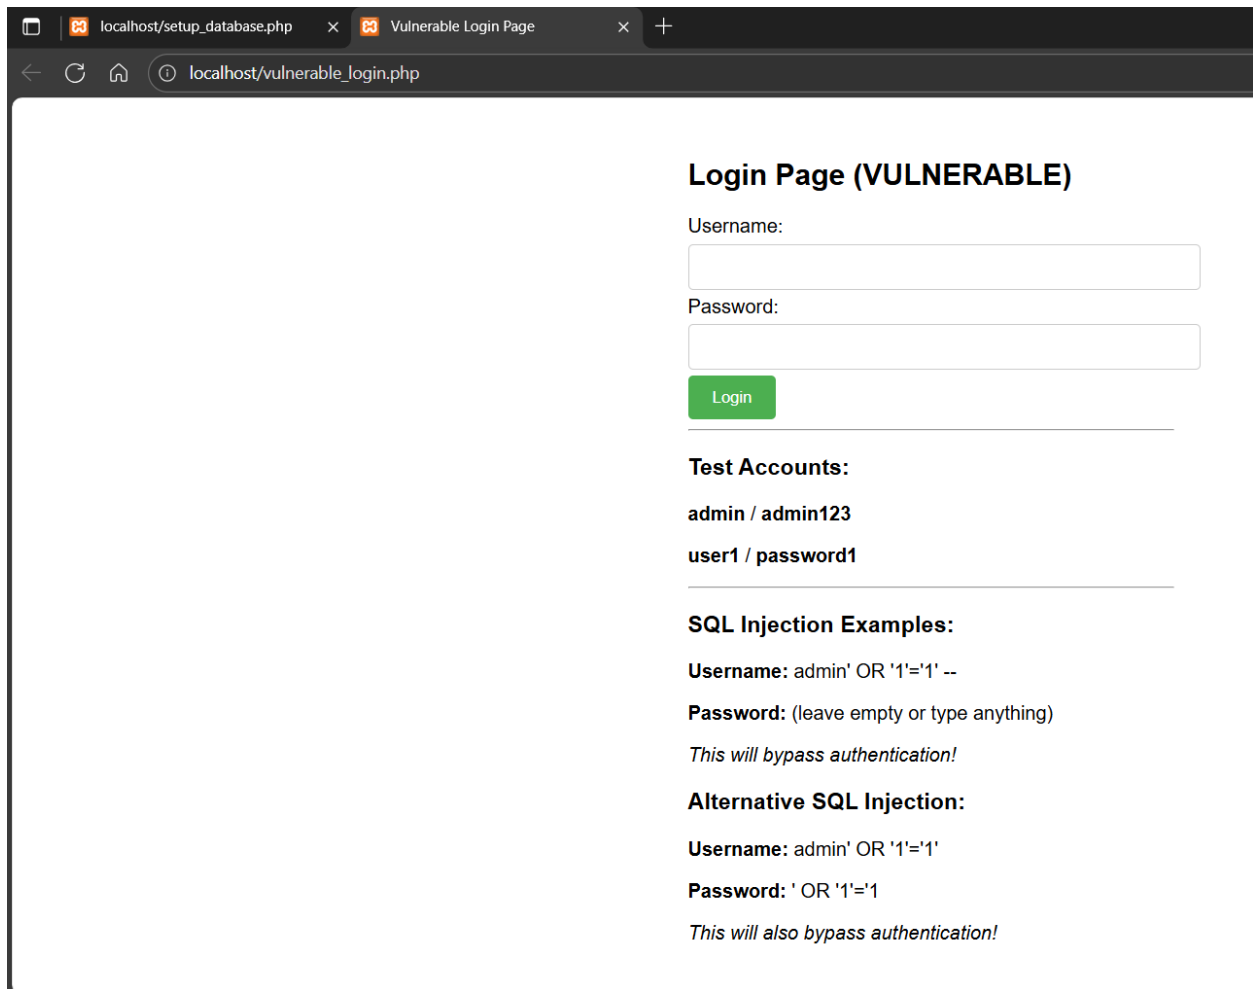 localhost/setup_database.php
Vulnerable Login Page
localhost/vulnerable_login.php
Login Page (VULNERABLE)
Username:
Password:
Login
Test Accounts:
admin / admin123
user1 / password1
SQL Injection Examples:
Username: admin' OR '1'='1' --
Password: (leave empty or type anything)
This will bypass authentication!
Alternative SQL Injection:
Username: admin' OR '1'='1'
Password: ' OR '1'='1
This will also bypass authentication!